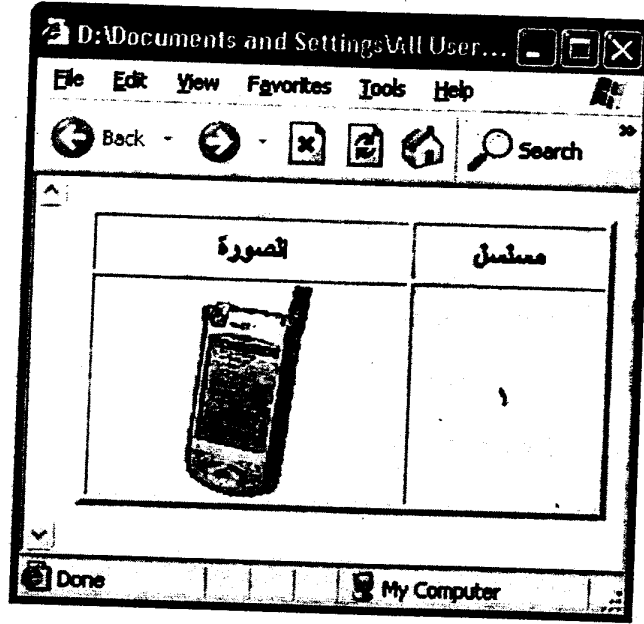 D:\Documents and Settings\All User...
File Edit View Favorites Tools Help
Back Search »
مسلسل الصورة
١
Done My Computer